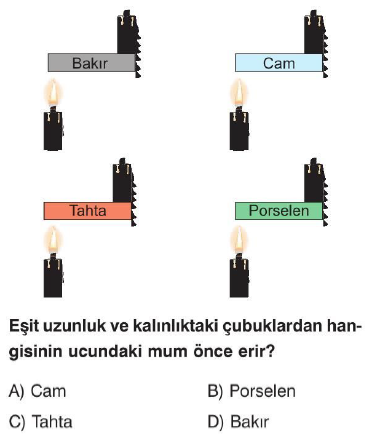 Bakır
Cam
Tahta
Porselen
Eşit uzunluk ve kalınlıktaki çubuklardan han-
gisinin ucundaki mum önce erir?
A) Cam
B) Porselen
C) Tahta
D) Bakır